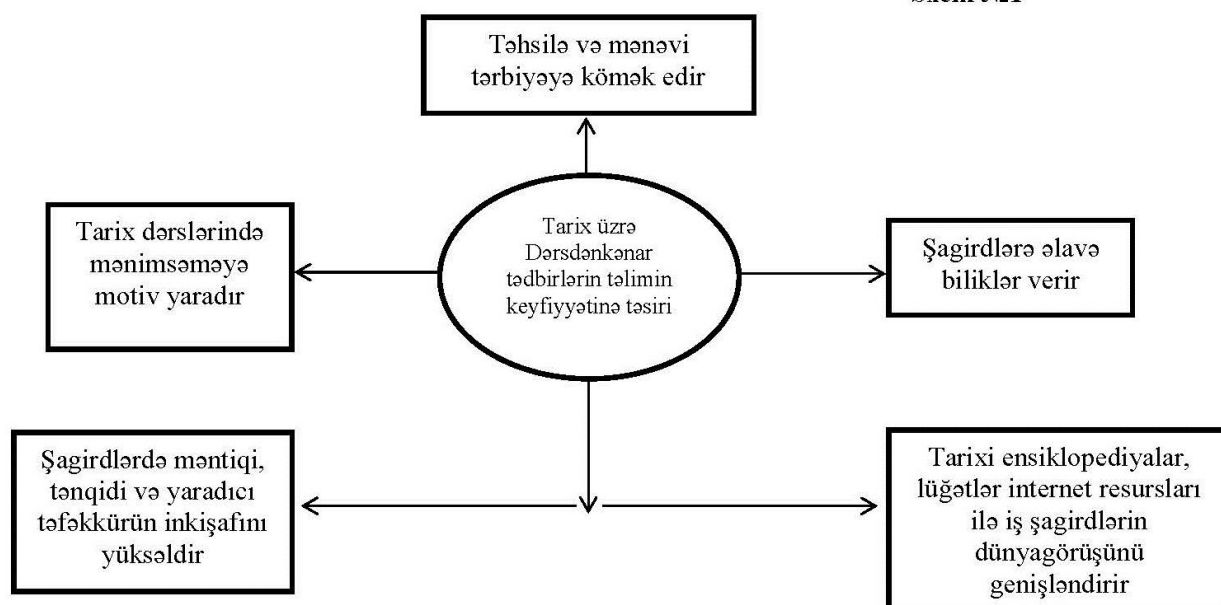 Təhsilə və mənəvi
tərbiyəyə kömək edir
Tarix dərslərində
mənimsəməyə
motiv yaradır
Tarix üzrə
Dərsdənkənar
tədbirlərin təlimin
keyfiyyətinə təsiri
Şagirdlərə əlavə
biliklər verir
Şagirdlərdə məntiqi,
tənqidi və yaradıcı
təfəkkürün inkişafını
yüksəldir
Tarixi ensiklopediyalar,
lüğətlər internet resursları
ilə iş şagirdlərin
dünyagörüşünü
genişləndirir